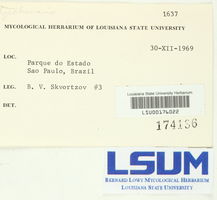 1637
MYCOLOGICAL HERBARIUM OF LOUISIANA STATE UNIVERSITY
30-XII-1969
LOC. Parque do Estado
Sao Paulo, Brazil
LEG. B. V. Skvortzov #3
DET.
Louisiana State University Herbarium
LSU00176022
174136
LSUM
BERNARD LOWY MYCOLOGICAL HERBARIUM
LOUISIANA STATE UNIVERSITY